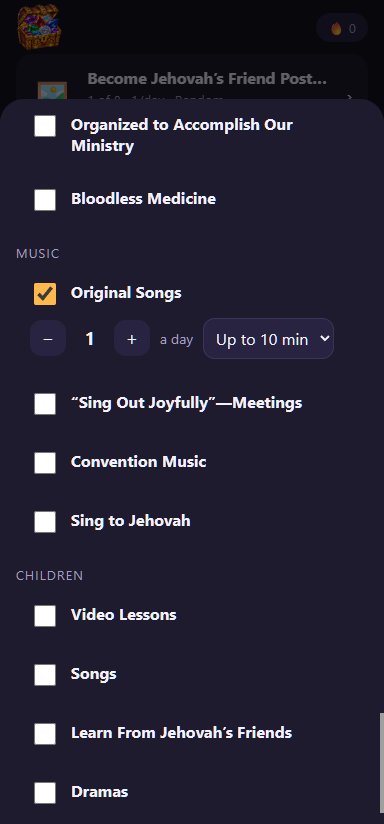 0
Become Jehovah's Friend Post...
Organized to Accomplish Our
Ministry
Bloodless Medicine
MUSIC
Original Songs
− 1 + a day Up to 10 min
“Sing Out Joyfully”—Meetings
Convention Music
Sing to Jehovah
CHILDREN
Video Lessons
Songs
Learn From Jehovah's Friends
Dramas